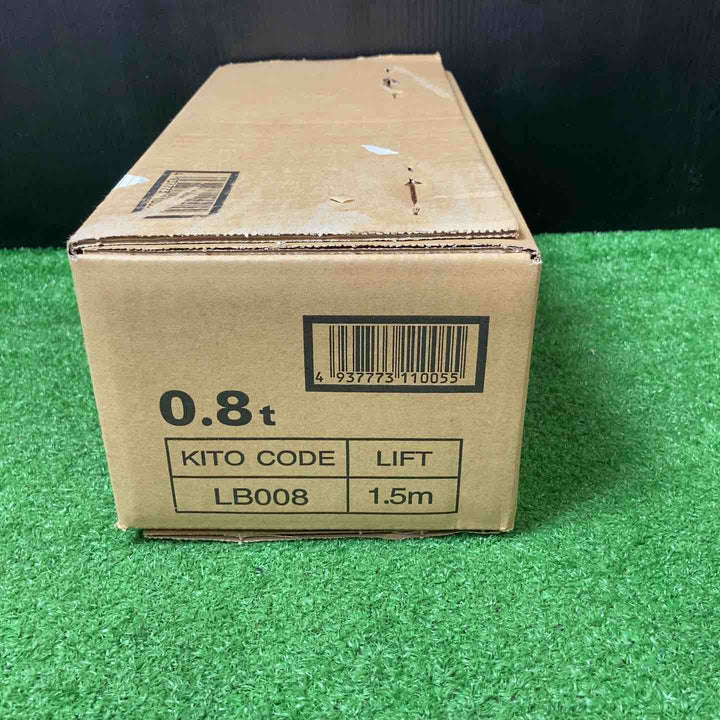 4 937773 110055
0.8t
KITO CODE LIFT
LB008 1.5m